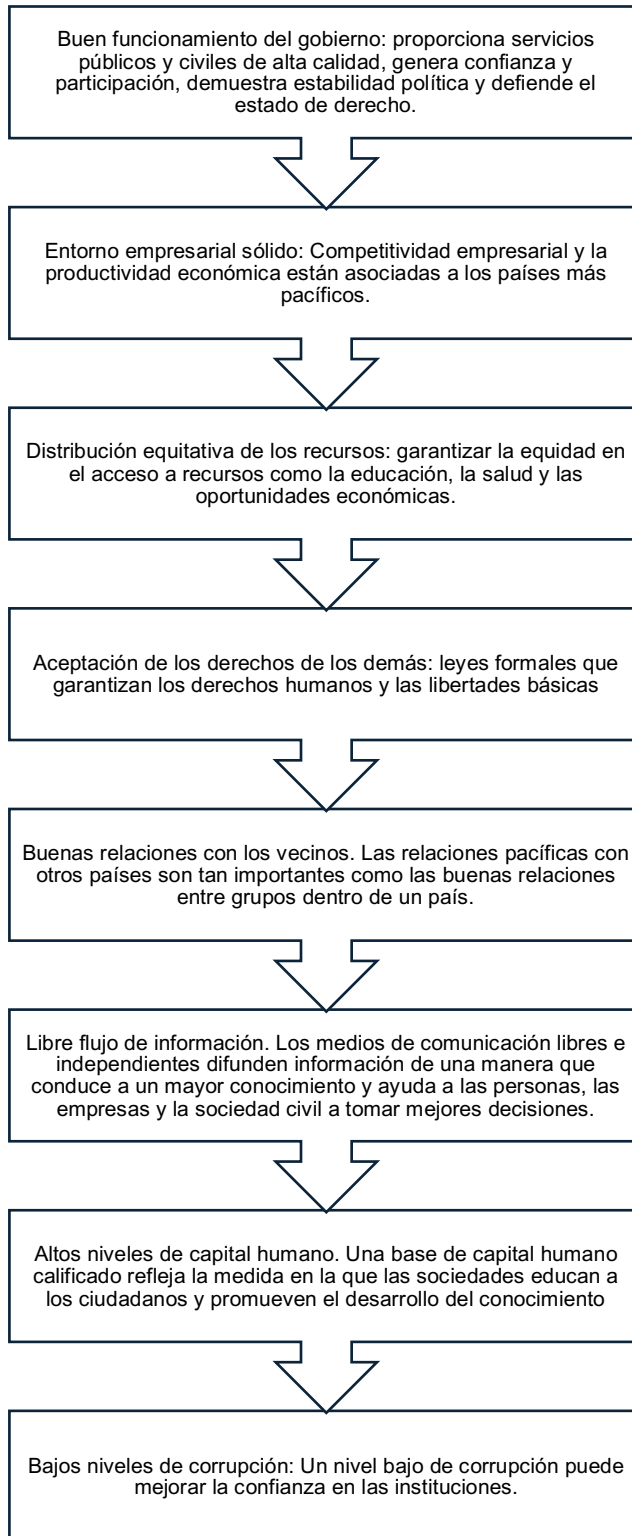 Buen funcionamiento del gobierno: proporciona servicios
públicos y civiles de alta calidad, genera confianza y
participación, demuestra estabilidad política y defiende el
estado de derecho.
Entorno empresarial sólido: Competitividad empresarial y la
productividad económica están asociadas a los países más
pacíficos.
Distribución equitativa de los recursos: garantizar la equidad en
el acceso a recursos como la educación, la salud y las
oportunidades económicas.
Aceptación de los derechos de los demás: leyes formales que
garantizan los derechos humanos y las libertades básicas
Buenas relaciones con los vecinos. Las relaciones pacíficas con
otros países son tan importantes como las buenas relaciones
entre grupos dentro de un país.
Libre flujo de información. Los medios de comunicación libres e
independientes difunden información de una manera que
conduce a un mayor conocimiento y ayuda a las personas, las
empresas y la sociedad civil a tomar mejores decisiones.
Altos niveles de capital humano. Una base de capital humano
calificado refleja la medida en la que las sociedades educan a
los ciudadanos y promueven el desarrollo del conocimiento
Bajos niveles de corrupción: Un nivel bajo de corrupción puede
mejorar la confianza en las instituciones.